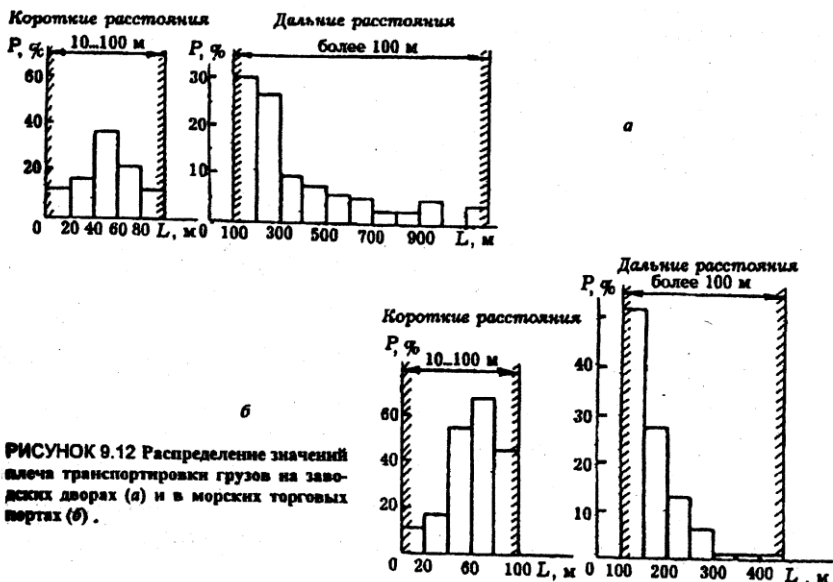 Короткие расстояния
Дальние расстояния
P, %
10...100 м
P, %
более 100 м
60
40
20
30
20
10
0 20 40 60 80 L, м
0 100 300 500 700 900 L, м
а
Дальние расстояния
P, %
более 100 м
Короткие расстояния
P, %
10...100 м
60
40
20
40
30
20
10
б
РИСУНОК 9.12 Распределение значений
плеча транспортировки грузов на заво-
дских дворах (а) и в морских торговых
портах (б) .
0 20 60 100 L, м
0 100 200 300 400 L, м